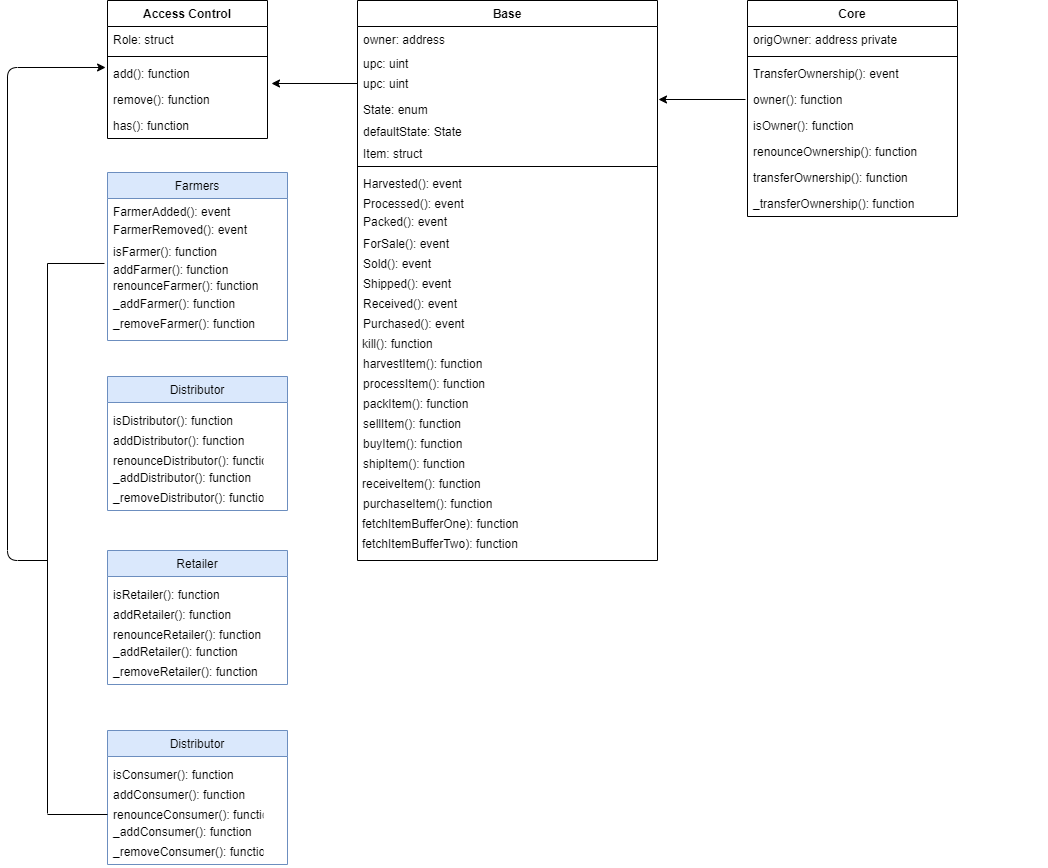 Access Control
Role: struct
add(): function
remove(): function
has(): function
Farmers
FarmerAdded(): event
FarmerRemoved(): event
isFarmer(): function
addFarmer(): function
renounceFarmer(): function
_addFarmer(): function
_removeFarmer(): function
Distributor
isDistributor(): function
addDistributor(): function
renounceDistributor(): functi
_addDistributor(): function
_removeDistributor(): functio
Retailer
isRetailer(): function
addRetailer(): function
renounceRetailer(): function
_addRetailer(): function
_removeRetailer(): function
Distributor
isConsumer(): function
addConsumer(): function
renounceConsumer(): functi
_addConsumer(): function
_removeConsumer(): functio
Base
owner: address
upc: uint
upc: uint
State: enum
defaultState: State
Item: struct
Harvested(): event
Processed(): event
Packed(): event
ForSale(): event
Sold(): event
Shipped(): event
Received(): event
Purchased(): event
kill(): function
harvestItem(): function
processItem(): function
packItem(): function
sellItem(): function
buyItem(): function
shipItem(): function
receiveItem(): function
purchaseItem(): function
fetchItemBufferOne): function
fetchItemBufferTwo): function
Core
origOwner: address private
TransferOwnership(): event
owner(): function
isOwner(): function
renounceOwnership(): function
transferOwnership(): function
_transferOwnership(): function